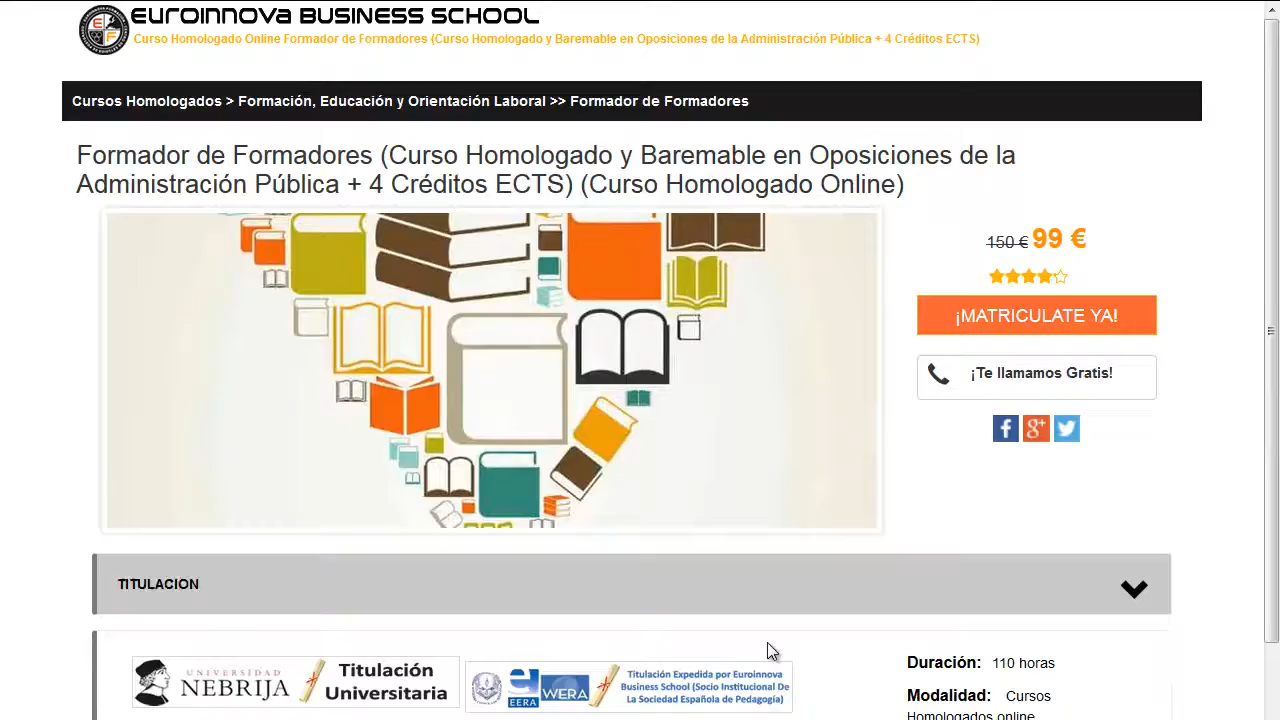 EUROINNOVA BUSINESS SCHOOL
Curso Homologado Online Formador de Formadores (Curso Homologado y Baremable en Oposiciones de la Administración Pública + 4 Créditos ECTS)
Cursos Homologados > Formación, Educación y Orientación Laboral >> Formador de Formadores
Formador de Formadores (Curso Homologado y Baremable en Oposiciones de la
Administración Pública + 4 Créditos ECTS) (Curso Homologado Online)
150 € 99 €
¡MATRICULATE YA!
¡Te llamamos Gratis!
TITULACION
UNIVERSIDAD
NEBRIJA
Titulación
Universitaria
EERA
WERA
Titulación Expedida por Euroinnova
Business School (Socio Institucional De
La Sociedad Española de Pedagogía)
Duración: 110 horas
Modalidad: Cursos
Homologados online